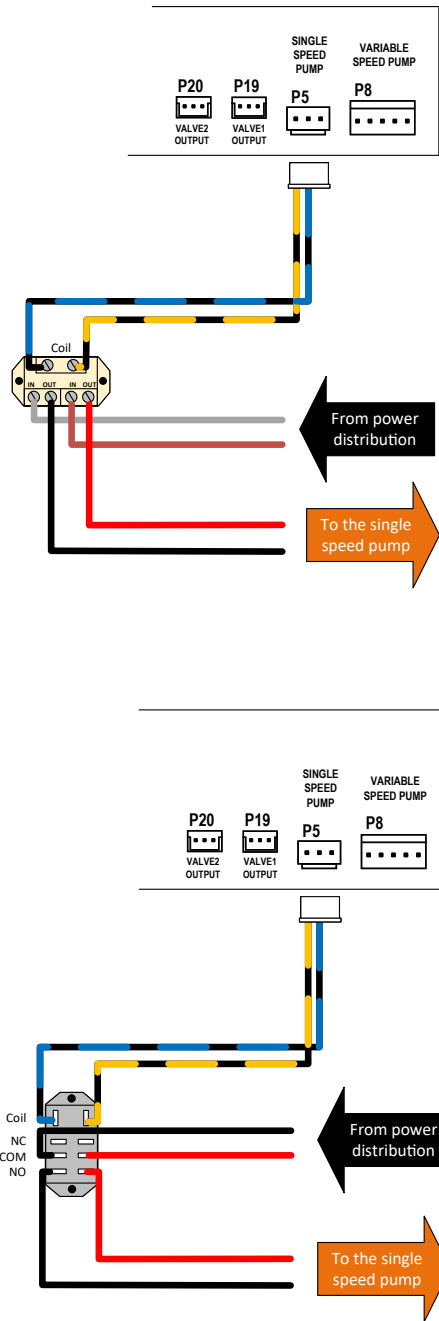 SINGLE
SPEED
PUMP
VARIABLE
SPEED PUMP
P20
P19
P5
P8
VALVE2
OUTPUT
VALVE1
OUTPUT
Coil
IN OUT IN OUT
From power
distribution
To the single
speed pump
SINGLE
SPEED
PUMP
VARIABLE
SPEED PUMP
P20
P19
P5
P8
VALVE2
OUTPUT
VALVE1
OUTPUT
Coil
NC
COM
NO
From power
distribution
To the single
speed pump